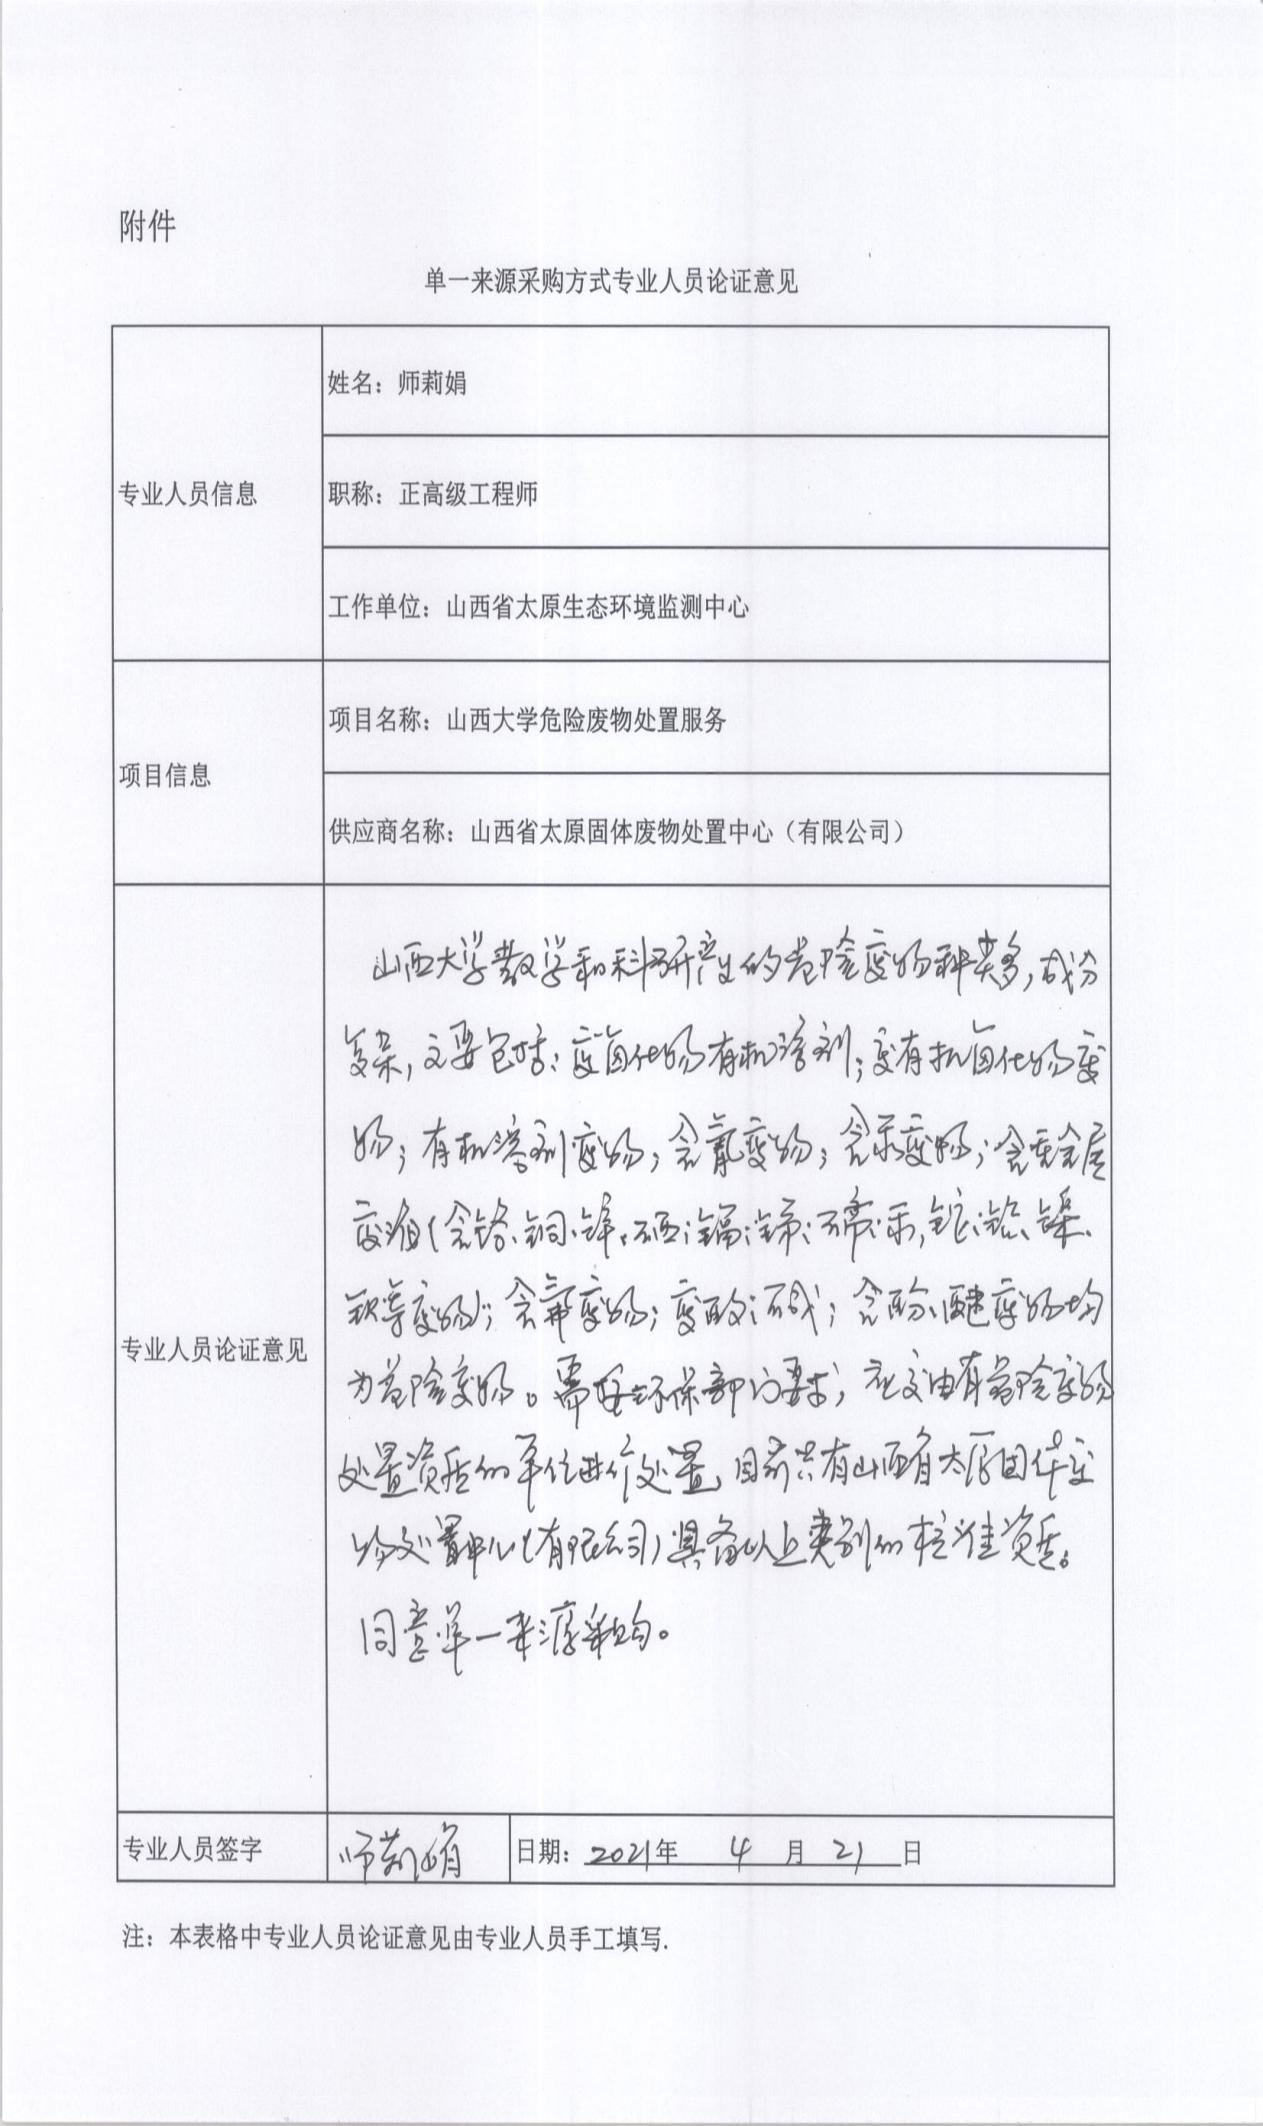 附件
单一来源采购方式专业人员论证意见
专业人员信息
姓名：师莉娟
职称：正高级工程师
工作单位：山西省太原生态环境监测中心
项目信息
项目名称：山西大学危险废物处置服务
供应商名称：山西省太原固体废物处置中心（有限公司）
专业人员论证意见
山西大学教学和科研产生的危险废物种类多，成分
复杂，主要包括：废卤化物有机溶剂；废有机卤化物废
物；有机溶剂废物；含氰废物；含汞废物；含重金属
废液（含铬、铜、锌、硒；镉；锑；碲；汞，铊；铅、镍、
钡等废物）；含氟废物；废酸；碱；含酚、醚废物均
为危险废物。需按环保部门要求，应交由有危险废物
处置资质的单位进行处置，目前只有山西省太原固体废
物处置中心（有限公司）具备以上类别的核准资质。
同意单一来源采购。
专业人员签字
师莉娟
日期：2021年 4 月 21 日
注：本表格中专业人员论证意见由专业人员手工填写.